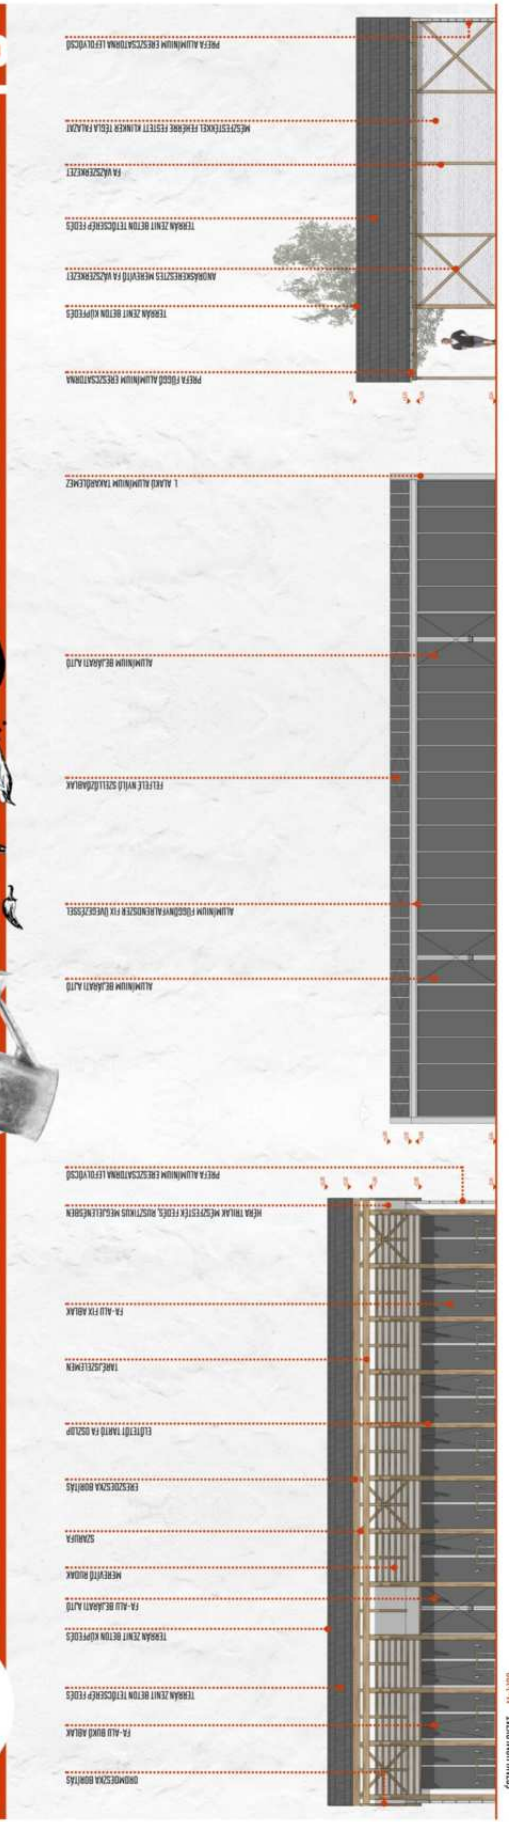 PREFA ALUMÍNIUM ERESZCSATORNA LEFOLYÓCSŐ
MÉSZFESTÉKKEL FEHÉRRE FESTETT KLINKER TÉGLA FALAZAT
FA VÁZSZERKEZET
TERRÁN ZENIT BETON TETŐCSERÉP FEDÉS
ANDRÁSKERESZTES MEREVÍTŐ FA VÁZSZERKEZET
TERRÁN ZENIT BETON KÚPFEDÉS
PREFA FÜGGŐ ALUMÍNIUM ERESZCSATORNA
L ALAKÚ ALUMÍNIUM TAKARÓLEMEZ
ALUMÍNIUM BEJÁRATI AJTÓ
FELFELÉ NYÍLÓ SZELLŐZŐABLAK
ALUMÍNIUM FÜGGÖNYFALRENDSZER FIX ÜVEGEZÉSSEL
ALUMÍNIUM BEJÁRATI AJTÓ
PREFA ALUMÍNIUM ERESZCSATORNA LEFOLYÓCSŐ
HÉRA TRILAK MÉSZFESTÉK FEDÉS, RUSZTIKUS MEGJELENÉSBEN
FA-ALU FIX ABLAK
TARÉJSZELEMEN
ELŐTETŐT TARTÓ FA OSZLOP
ERESZDESZKA BORÍTÁS
SZARUFA
MEREVÍTŐ RUDAK
FA-ALU BEJÁRATI AJTÓ
TERRÁN ZENIT BETON KÚPFEDÉS
TERRÁN ZENIT BETON TETŐCSERÉP FEDÉS
FA-ALU BUKÓ ABLAK
OROMDESZKA BORÍTÁS